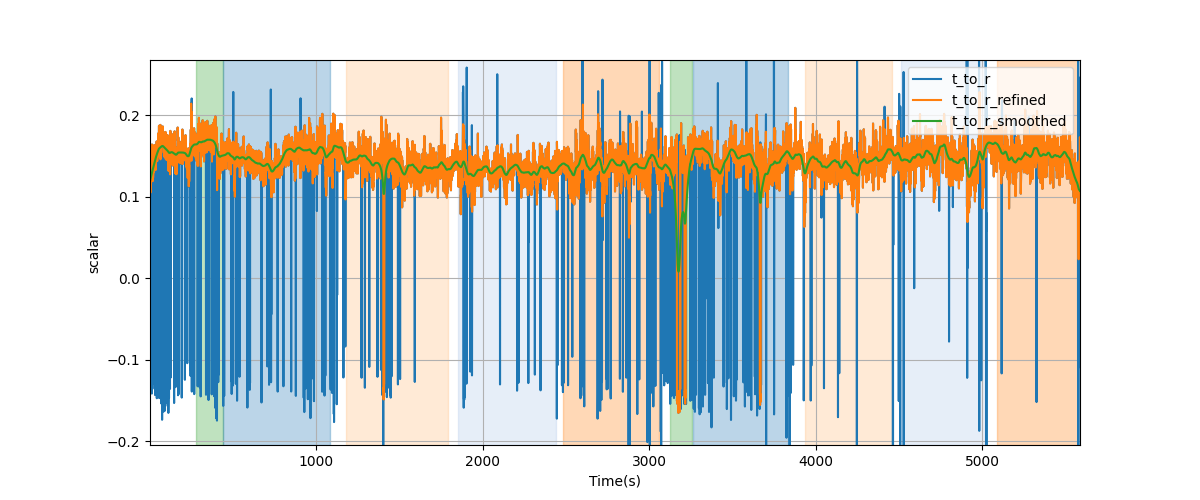 t_to_r
t_to_r_refined
t_to_r_smoothed
scalar
0.2
0.1
0.0
−0.1
−0.2
1000 2000 3000 4000 5000
Time(s)